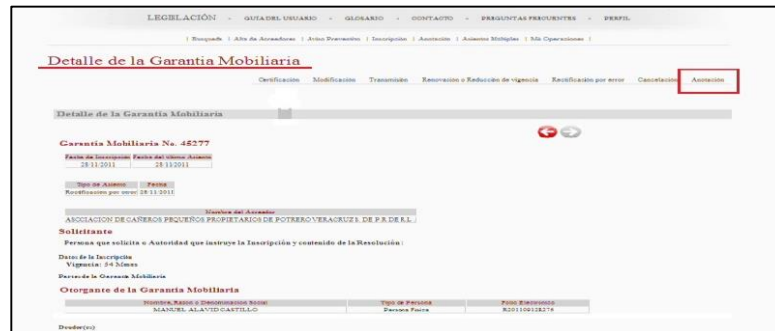 LEGISLACIÓN - GUIA DEL USUARIO - GLOSARIO - CONTACTO - PREGUNTAS FRECUENTES - PERFIL
| Busqueda | Alta de Acreedores | Aviso Preventivo | Inscripción | Anotación | Asientos Múltiples | Mis Operaciones |
Detalle de la Garantía Mobiliaria
Certificación Modificación Transmisión Renovación o Reducción de vigencia Rectificación por error Cancelación Anotación
Detalle de la Garantía Mobiliaria
Garantía Mobiliaria No. 45277
Fecha de Inscripción Fecha del último Asiento
28/11/2011 28/11/2011
Tipo de Asiento Fecha
Rectificación por error 28/11/2011
Nombre del Acreedor
ASOCIACION DE CAÑEROS PEQUEÑOS PROPIETARIOS DE POTRERO VERACRUZ S. DE P.R. DE R.L.
Solicitante
Persona que solicita o Autoridad que instruye la Inscripción y contenido de la Resolución:
Datos de la Inscripción
Vigencia: 54 Meses
Partes de la Garantía Mobiliaria
Otorgante de la Garantía Mobiliaria
Nombre, Razon o Denominación Social Tipo de Persona Folio Electrónico
MANUEL ALAVID CASTILLO Persona Física
Deudor(es)